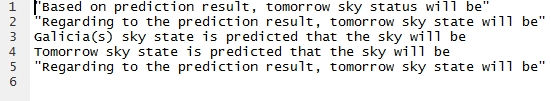 1 "Based on prediction result, tomorrow sky status will be"
2 "Regarding to the prediction result, tomorrow sky state will be"
3 Galicia(s) sky state is predicted that the sky will be
4 Tomorrow sky state is predicted that the sky will be
5 "Regarding to the prediction result, tomorrow sky state will be"
6